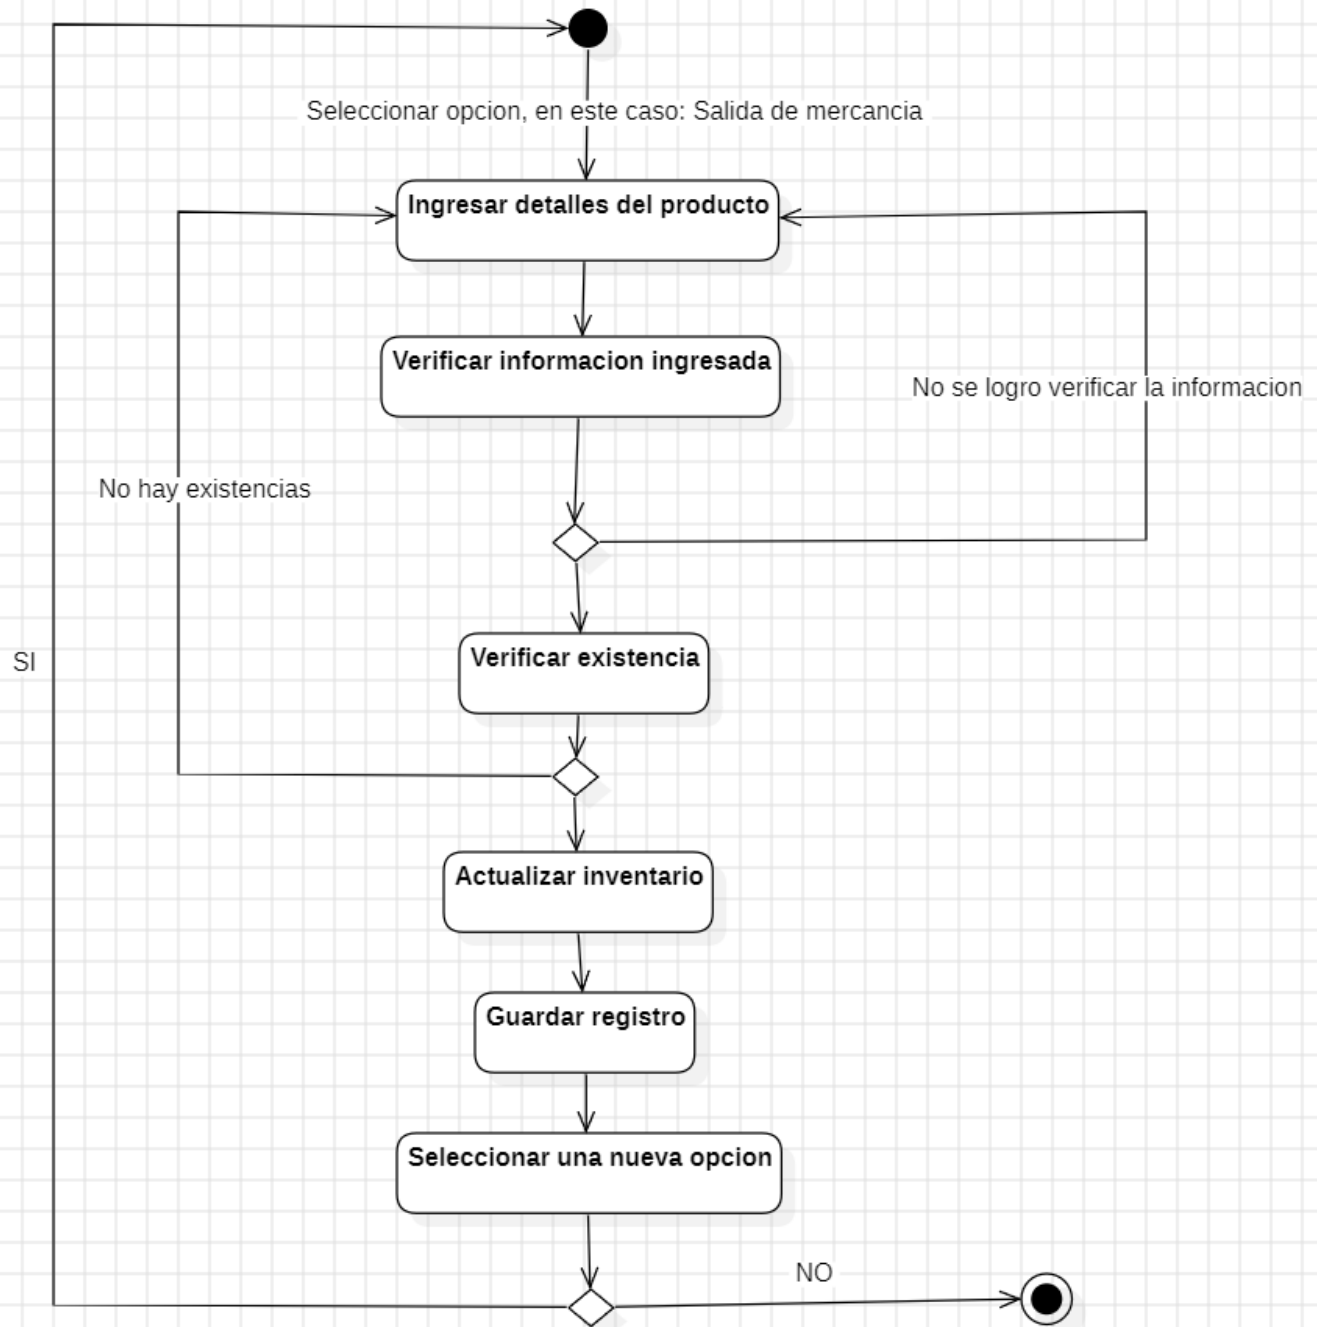 Seleccionar opcion, en este caso: Salida de mercancia
Ingresar detalles del producto
Verificar informacion ingresada
No se logro verificar la informacion
No hay existencias
Verificar existencia
SI
Actualizar inventario
Guardar registro
Seleccionar una nueva opcion
NO